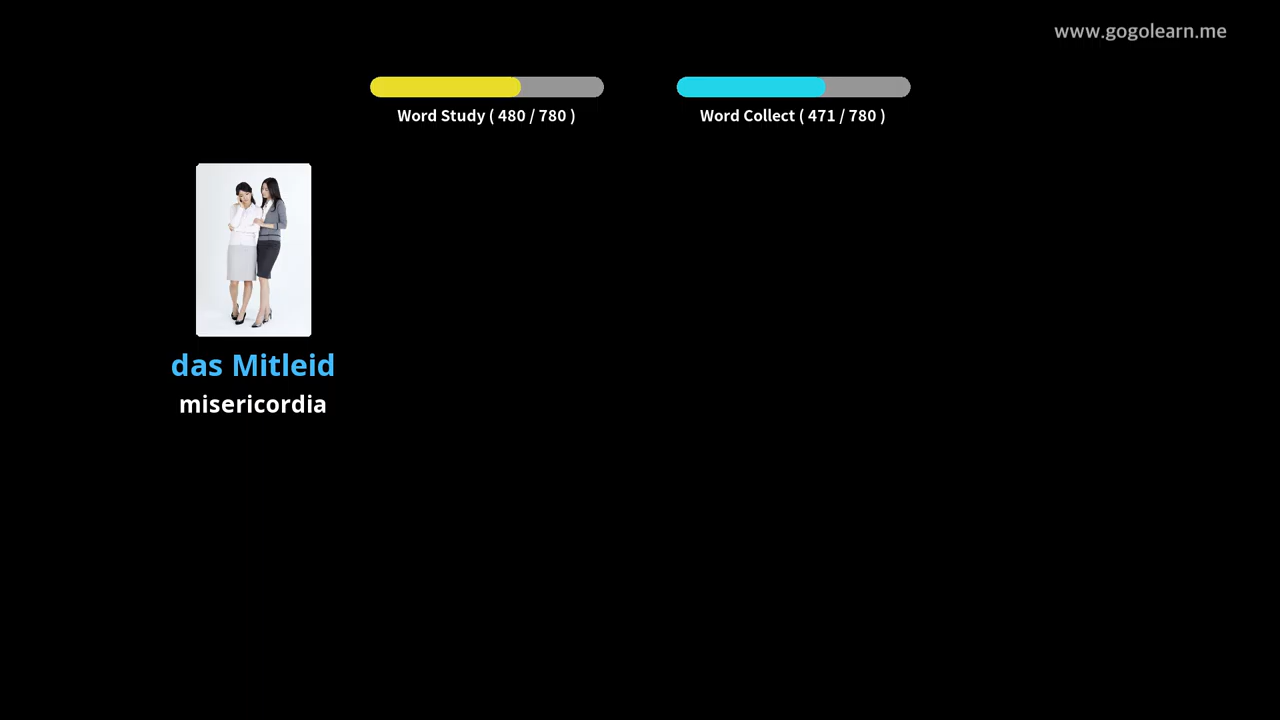 www.gogolearn.me
Word Study ( 480 / 780 )
Word Collect ( 471 / 780 )
das Mitleid
misericordia